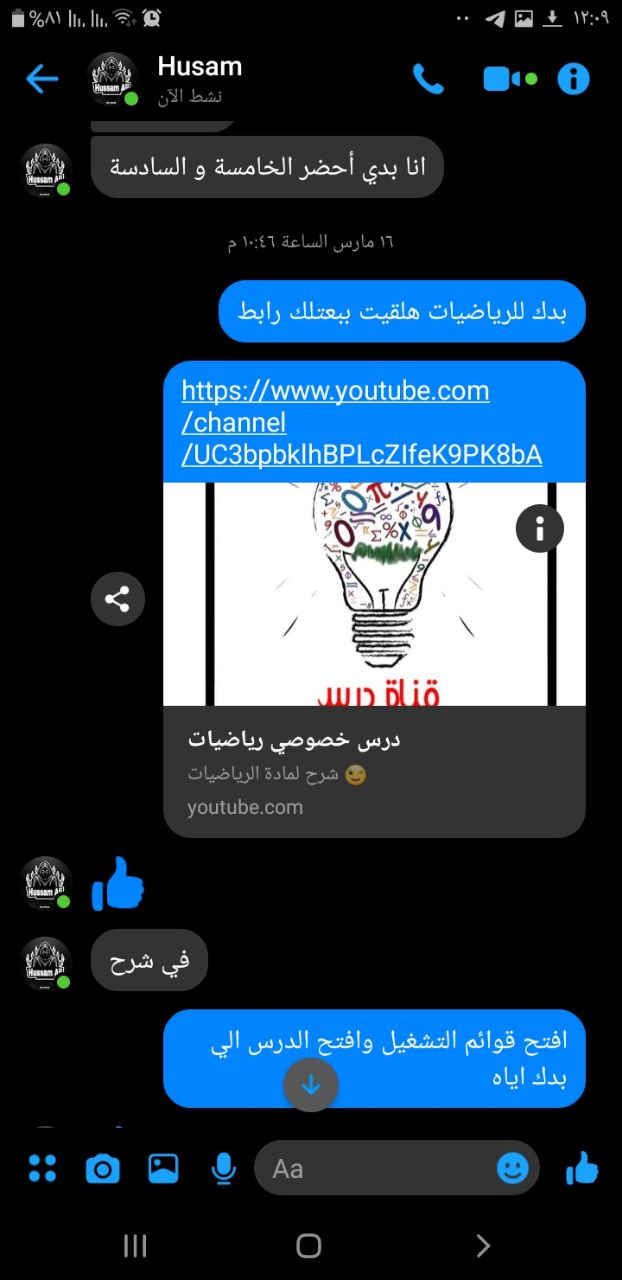 ١٢:٠٩
%٨١
Husam
نشط الآن
انا بدي أحضر الخامسة و السادسة
١٦ مارس الساعة ١٠:٤٦ م
بدك للرياضيات هلقيت ببعتلك رابط
https://www.youtube.com
/channel
/UC3bpbklhBPLcZIfeK9PK8bA
قناة درس
درس خصوصي رياضيات
شرح لمادة الرياضيات 😉
youtube.com
في شرح
افتح قوائم التشغيل وافتح الدرس الي
بدك اياه
Aa